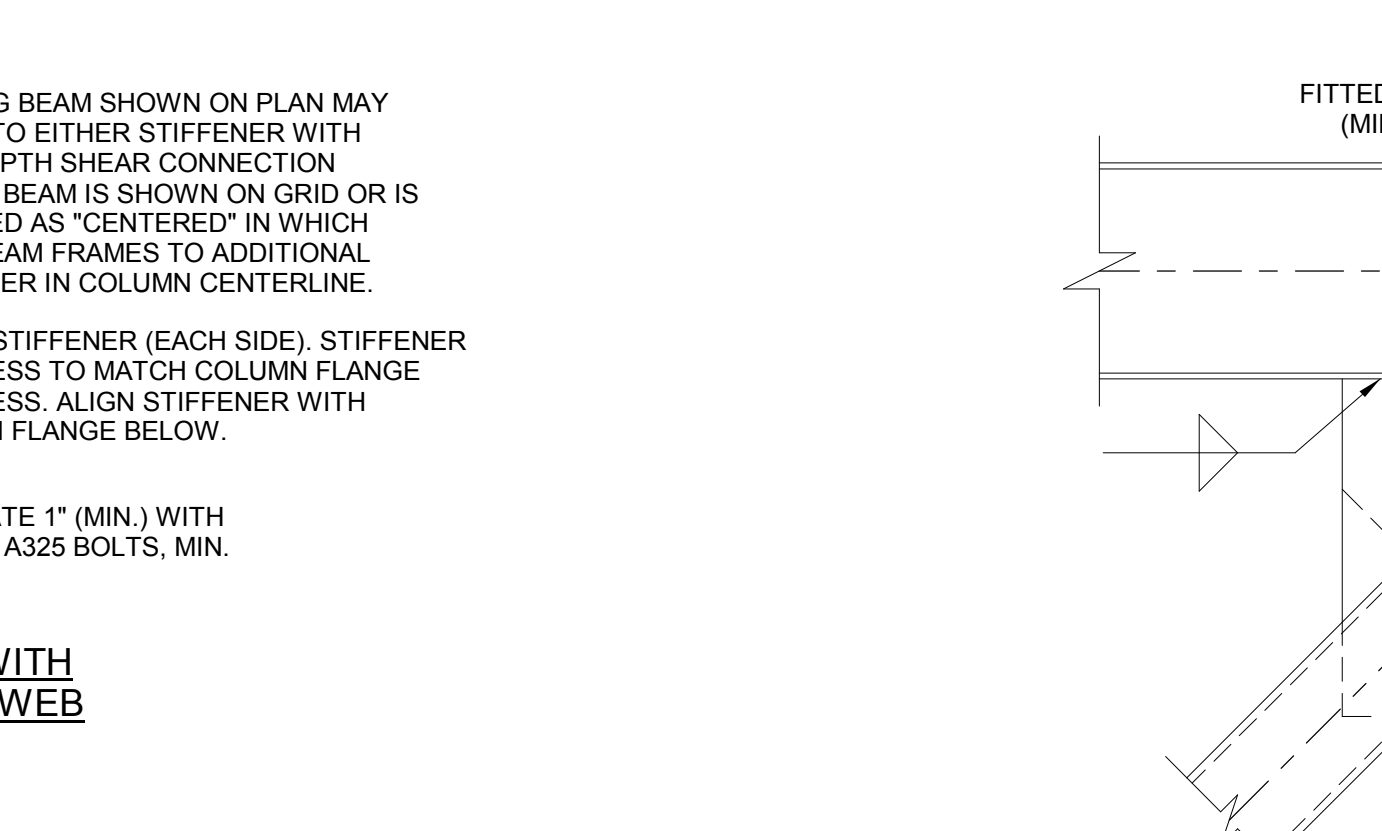 G BEAM SHOWN ON PLAN MAY
TO EITHER STIFFENER WITH
PTH SHEAR CONNECTION
BEAM IS SHOWN ON GRID OR IS
ED AS "CENTERED" IN WHICH
EAM FRAMES TO ADDITIONAL
ER IN COLUMN CENTERLINE.
STIFFENER (EACH SIDE). STIFFENER
ESS TO MATCH COLUMN FLANGE
ESS. ALIGN STIFFENER WITH
FLANGE BELOW.
ATE 1" (MIN.) WITH
A325 BOLTS, MIN.
WITH
WEB
FITTED
(MI